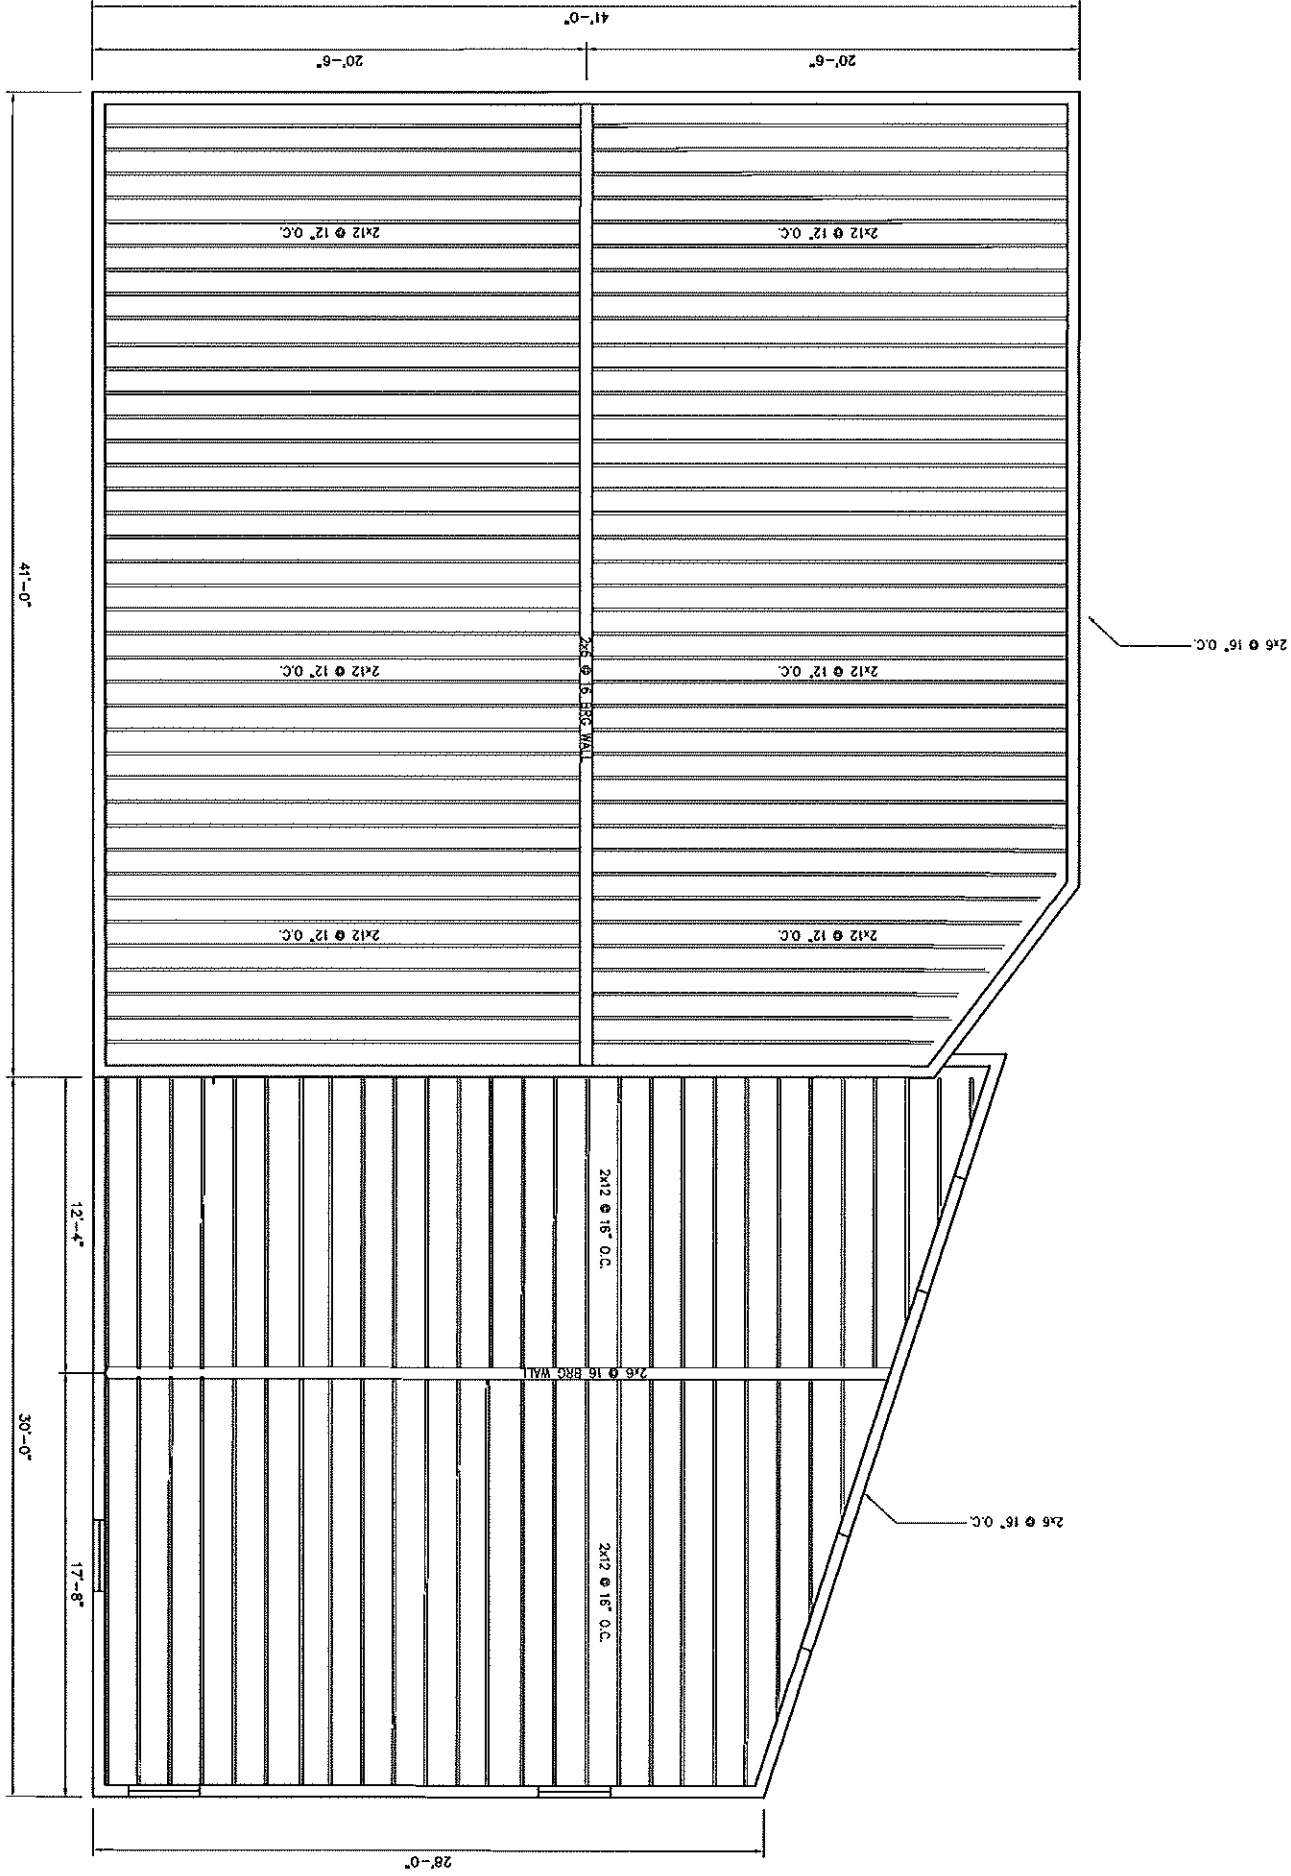 41'-0"
20'-6"
20'-6"
2x12 @ 12" O.C.
2x12 @ 12" O.C.
41'-0"
2x6 @ 16" O.C.
2x12 @ 12" O.C.
2x6 @ 16 BRG WALL
2x12 @ 12" O.C.
2x12 @ 12" O.C.
2x12 @ 12" O.C.
12'-4"
2x12 @ 16" O.C.
2x6 @ 16 BRG WALL
30'-0"
2x6 @ 16" O.C.
17'-8"
2x12 @ 16" O.C.
28'-0"